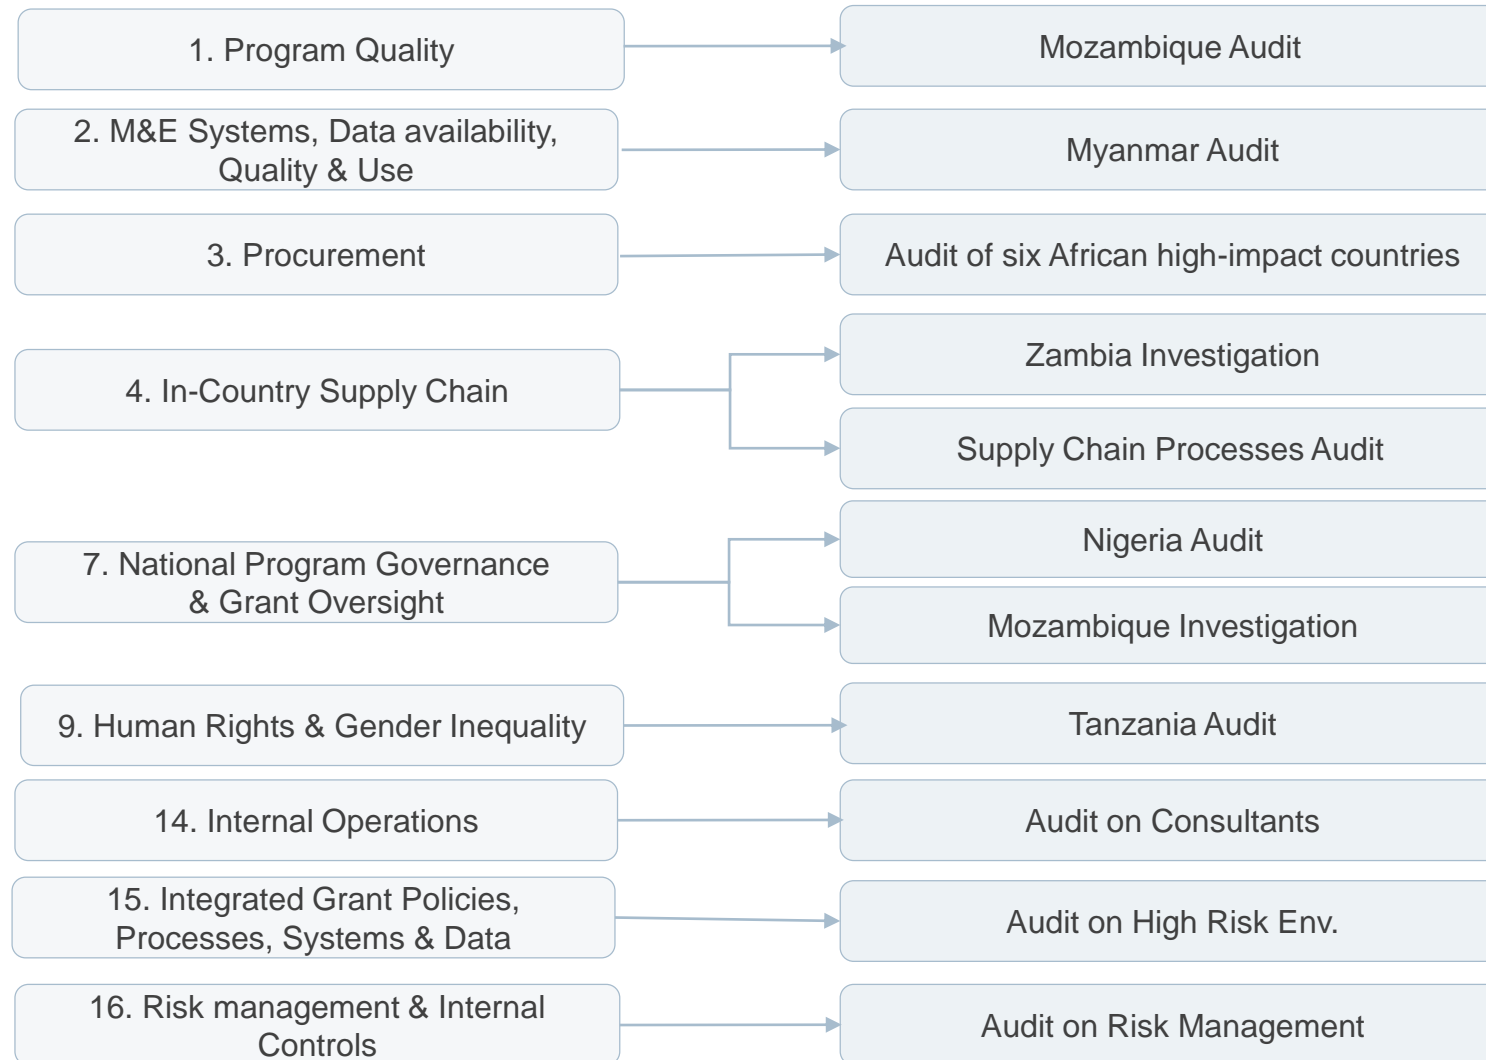 1. Program Quality
Mozambique Audit
2. M&E Systems, Data availability,
Quality & Use
Myanmar Audit
3. Procurement
Audit of six African high-impact countries
4. In-Country Supply Chain
Zambia Investigation
Supply Chain Processes Audit
7. National Program Governance
& Grant Oversight
Nigeria Audit
Mozambique Investigation
9. Human Rights & Gender Inequality
Tanzania Audit
14. Internal Operations
Audit on Consultants
15. Integrated Grant Policies,
Processes, Systems & Data
Audit on High Risk Env.
16. Risk management & Internal
Controls
Audit on Risk Management